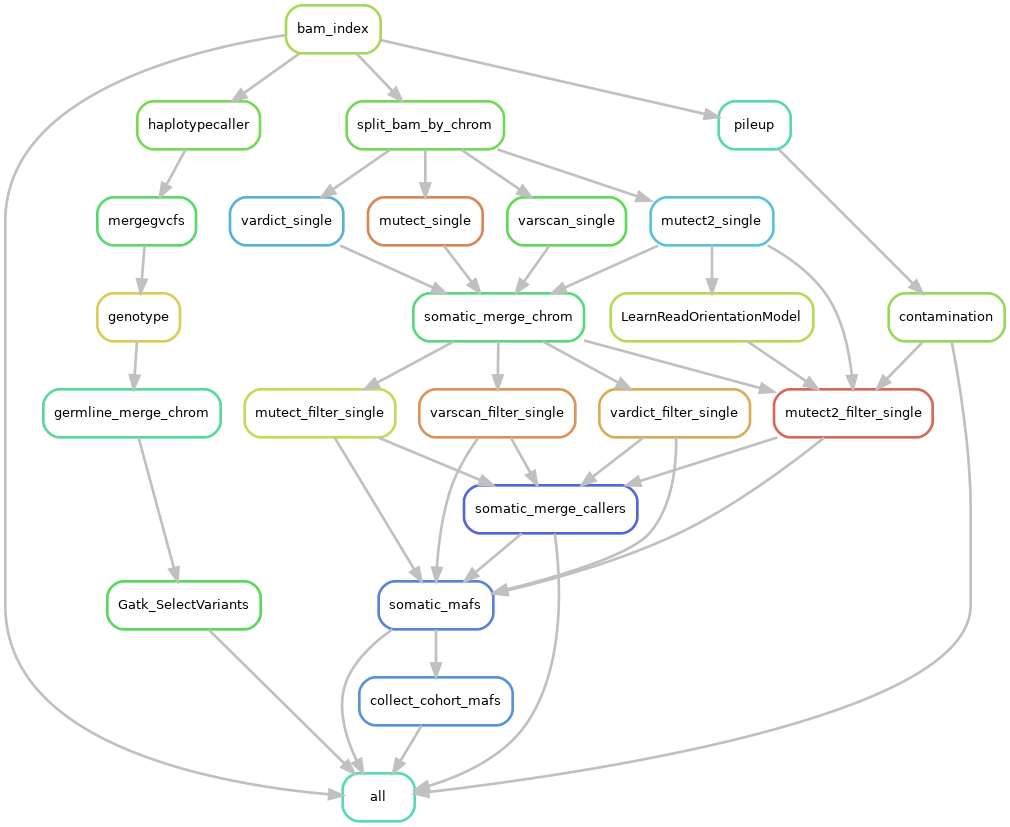 bam_index
haplotypecaller
split_bam_by_chrom
pileup
mergegvcfs
vardict_single
mutect_single
varscan_single
mutect2_single
genotype
somatic_merge_chrom
LearnReadOrientationModel
contamination
germline_merge_chrom
mutect_filter_single
varscan_filter_single
vardict_filter_single
mutect2_filter_single
somatic_merge_callers
Gatk_SelectVariants
somatic_mafs
collect_cohort_mafs
all